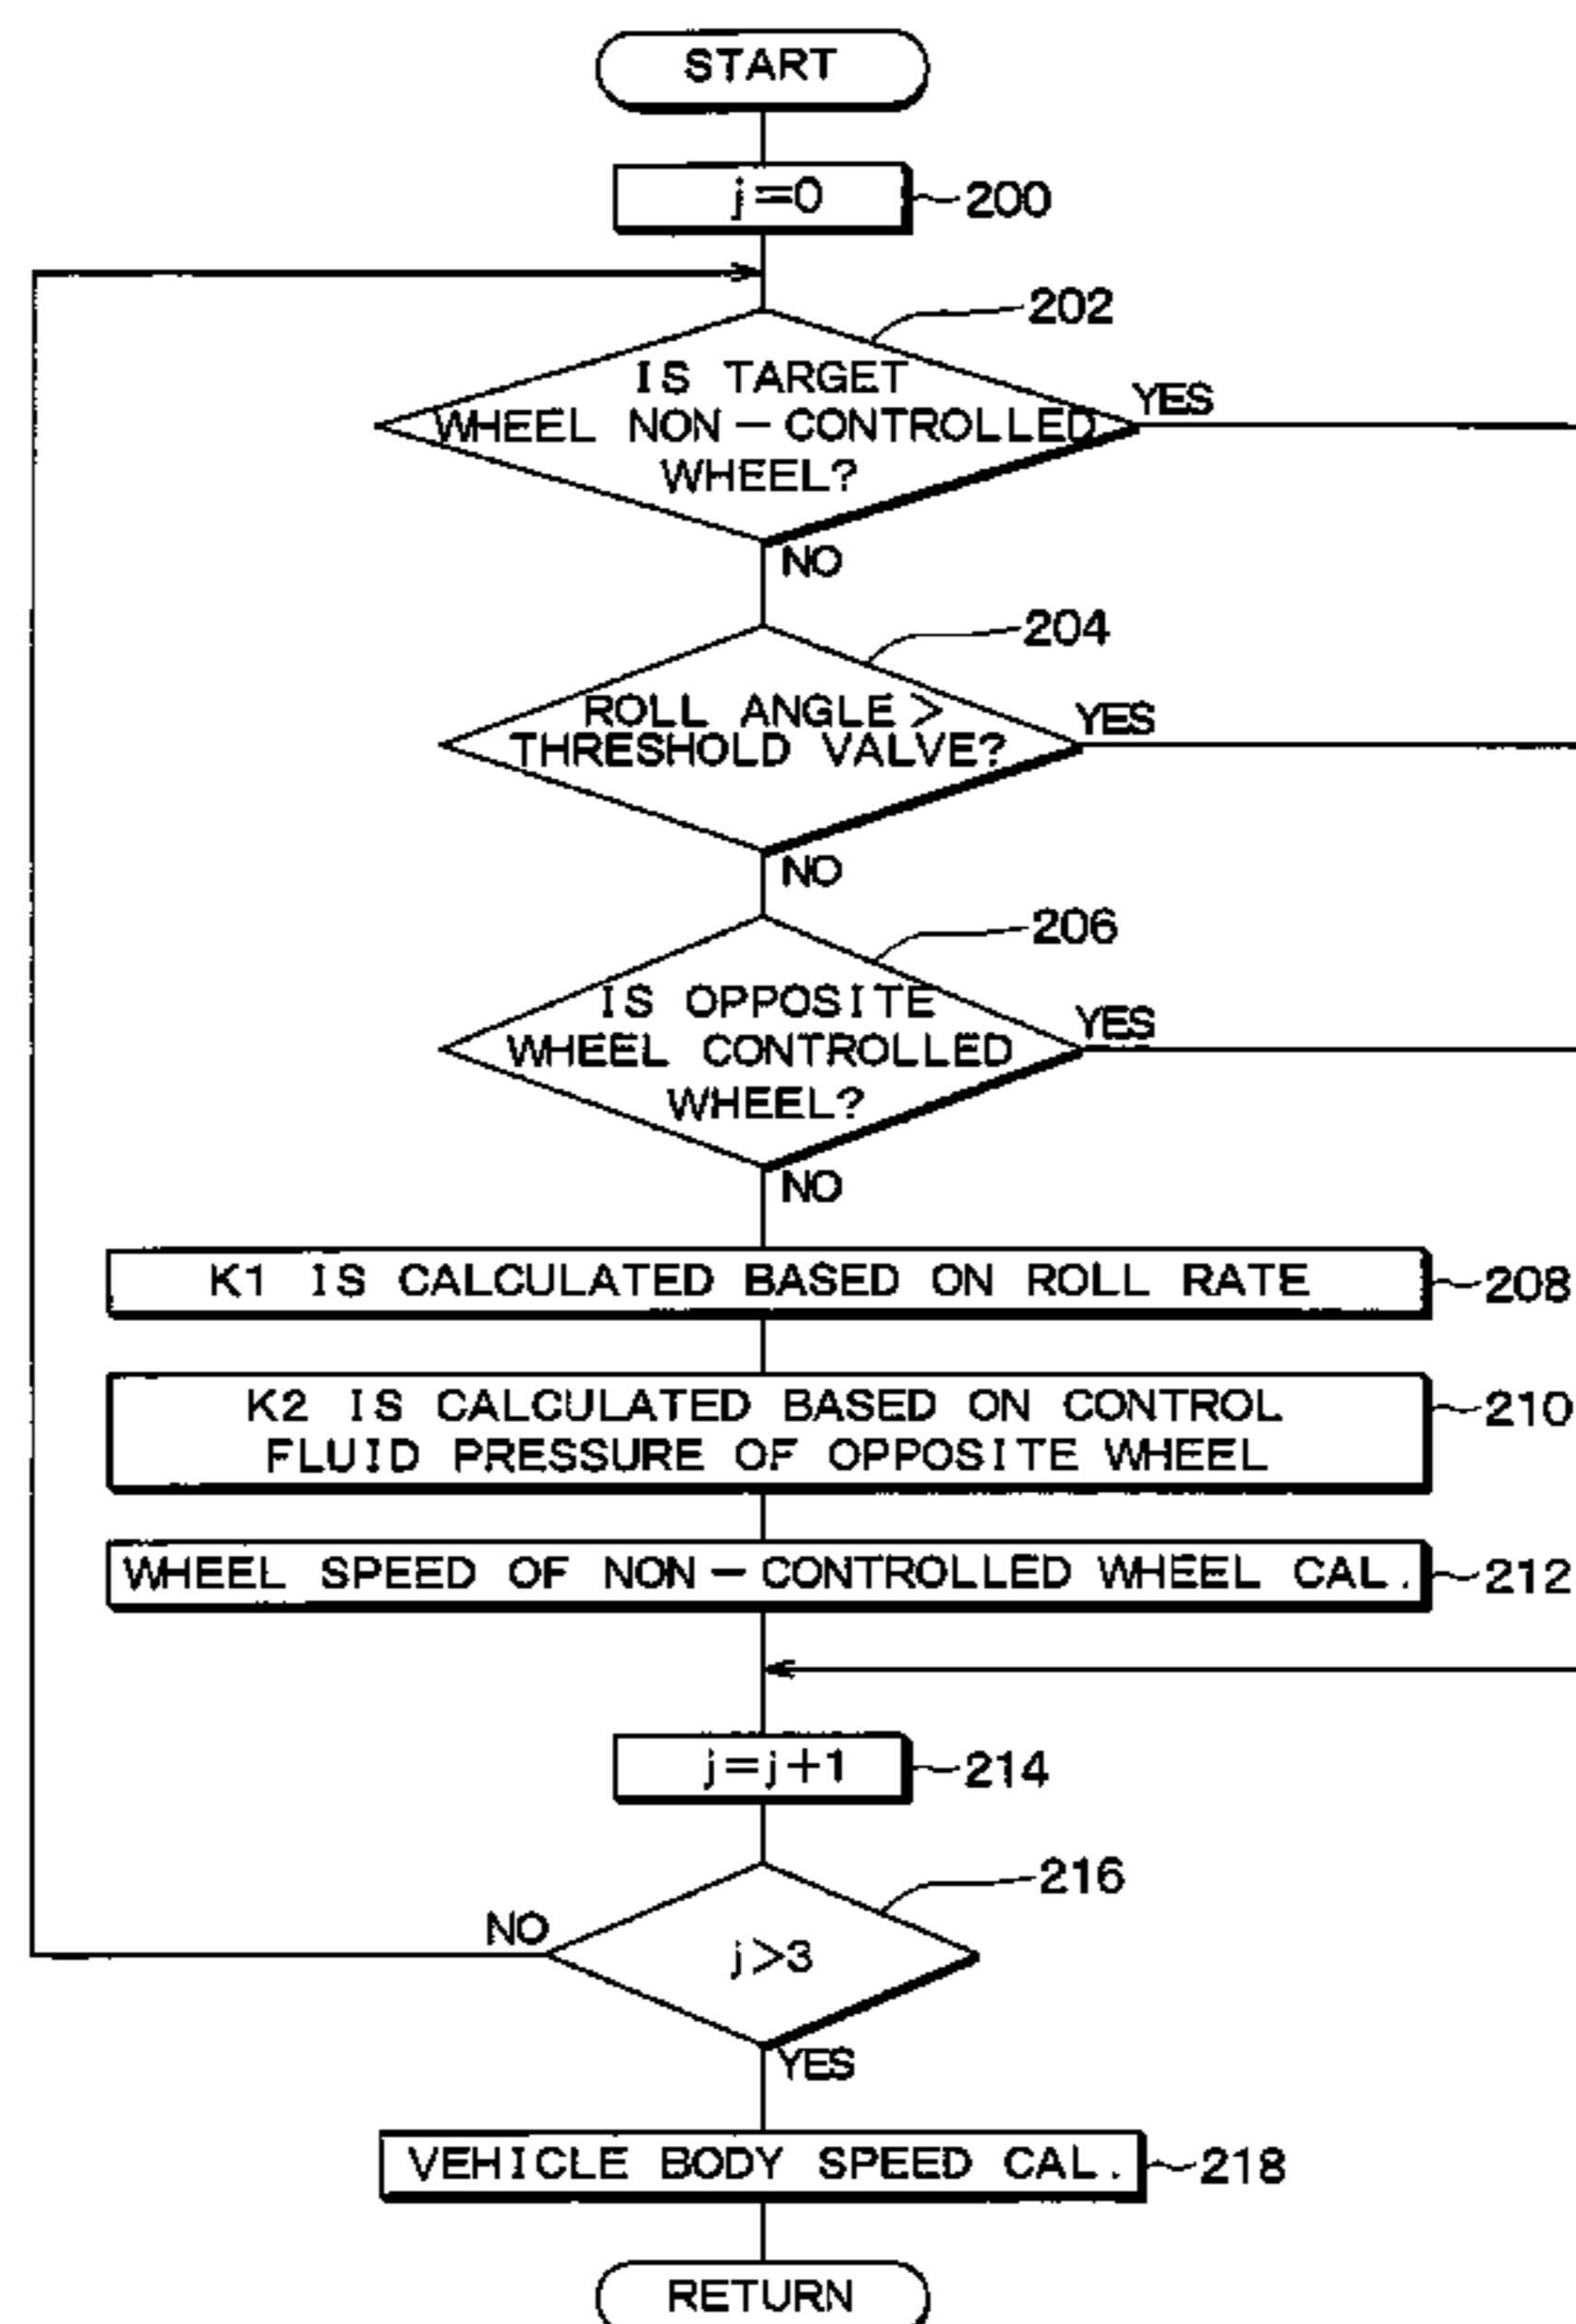 START
j=0
200
202
IS TARGET
WHEEL NON-CONTROLLED
WHEEL?
YES
NO
204
ROLL ANGLE >
THRESHOLD VALVE?
YES
NO
206
IS OPPOSITE
WHEEL CONTROLLED
WHEEL?
YES
NO
K1 IS CALCULATED BASED ON ROLL RATE
208
K2 IS CALCULATED BASED ON CONTROL
FLUID PRESSURE OF OPPOSITE WHEEL
210
WHEEL SPEED OF NON-CONTROLLED WHEEL CAL.
212
j=j+1
214
216
NO
j>3
YES
VEHICLE BODY SPEED CAL.
218
RETURN